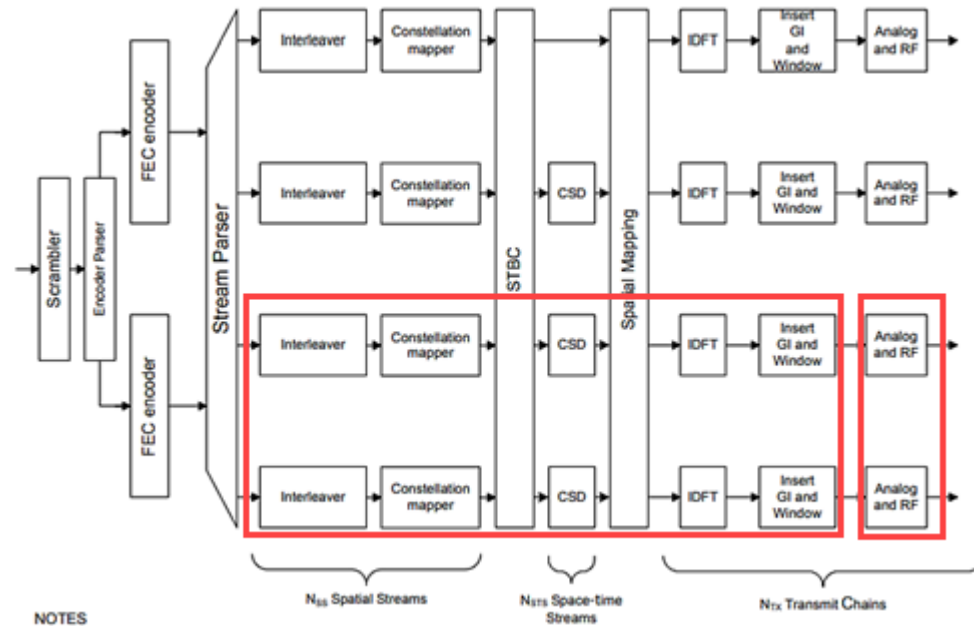 Scrambler
Encoder Parser
FEC encoder
FEC encoder
Stream Parser
Interleaver
Constellation
mapper
STBC
Spatial Mapping
IDFT
Insert
GI
and
Window
Analog
and RF
Interleaver
Constellation
mapper
CSD
IDFT
Insert
GI and
Window
Analog
and RF
Interleaver
Constellation
mapper
CSD
IDFT
Insert
GI and
Window
Analog
and RF
Interleaver
Constellation
mapper
CSD
IDFT
Insert
GI and
Window
Analog
and RF
NSS Spatial Streams
NSTS Space-time
Streams
NTX Transmit Chains
NOTES